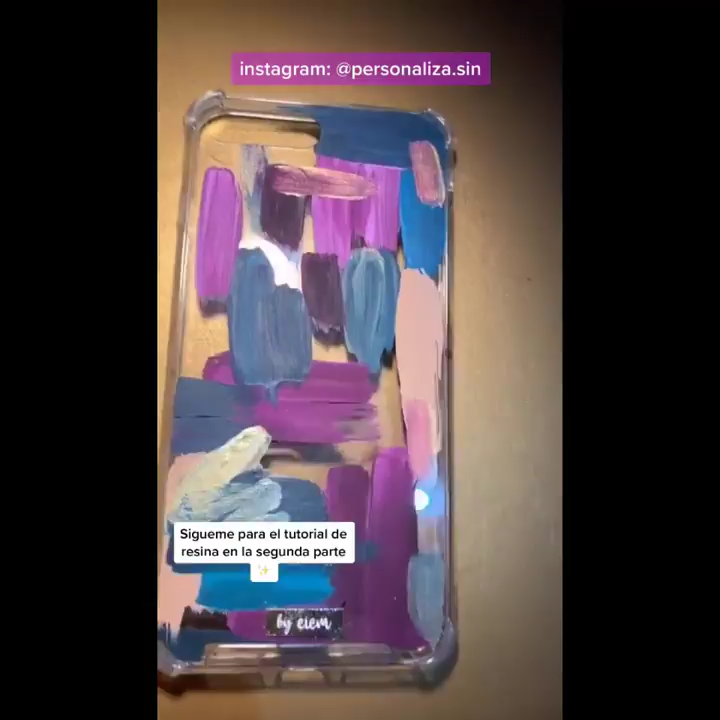 instagram: @personaliza.sin
Sigueme para el tutorial de
resina en la segunda parte
✨
by eiem